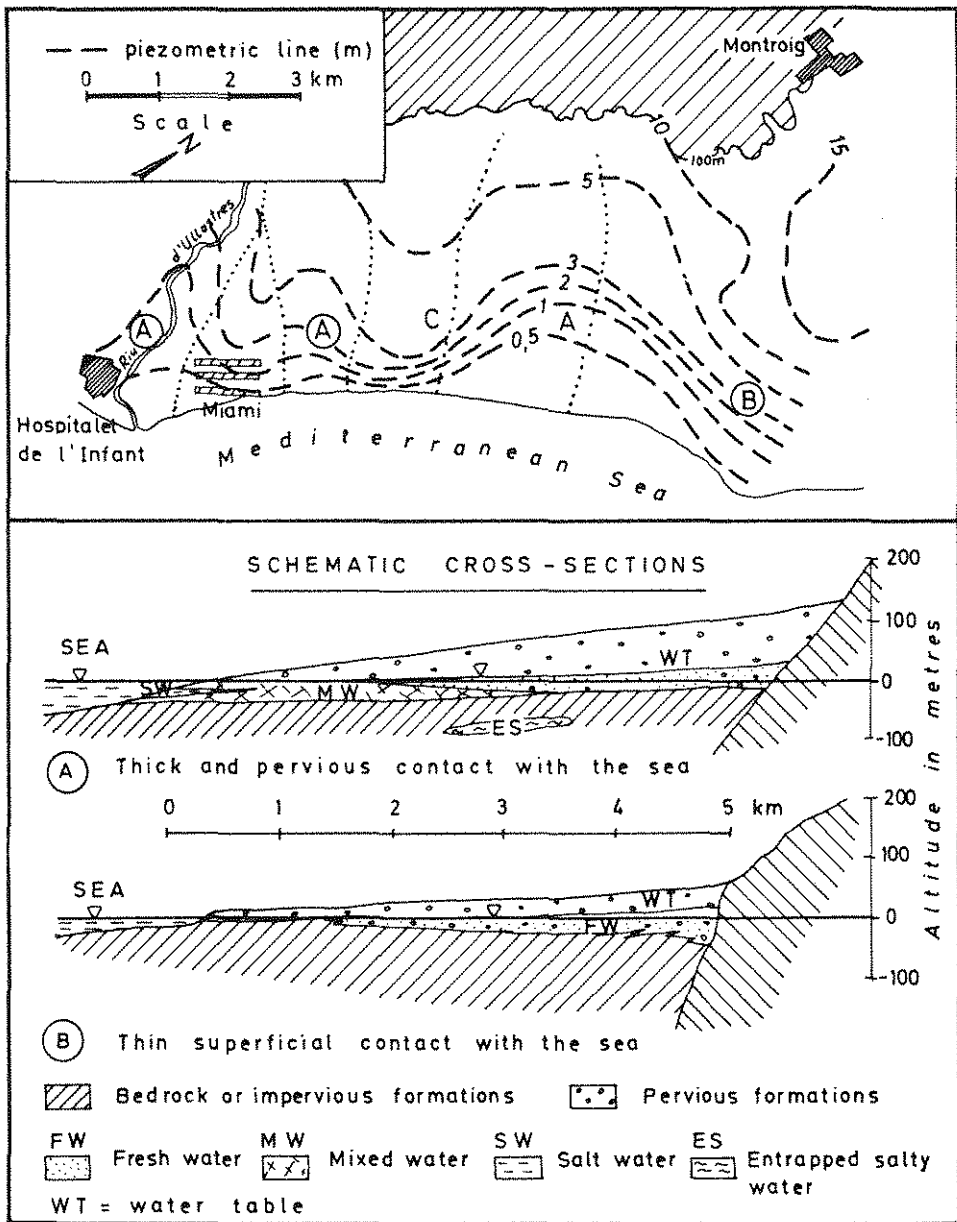 piezometric line (m)
0 1 2 3 km
Scale
N
Montroig
10
100m
15
5
3
2
1
0,5
d'Ullastres
Riu
A
A
C
A
B
Miami
Hospitalet
de l'Infant
Mediterranean Sea
SCHEMATIC CROSS-SECTIONS
200
100
0
-100
SEA
WT
SW
MW
ES
A Thick and pervious contact with the sea
0 1 2 3 4 5 km
Altitude in metres
200
100
0
-100
SEA
WT
FW
B Thin superficial contact with the sea
Bedrock or impervious formations
Pervious formations
FW MW SW ES
Fresh water Mixed water Salt water Entrapped salty
water
WT = water table